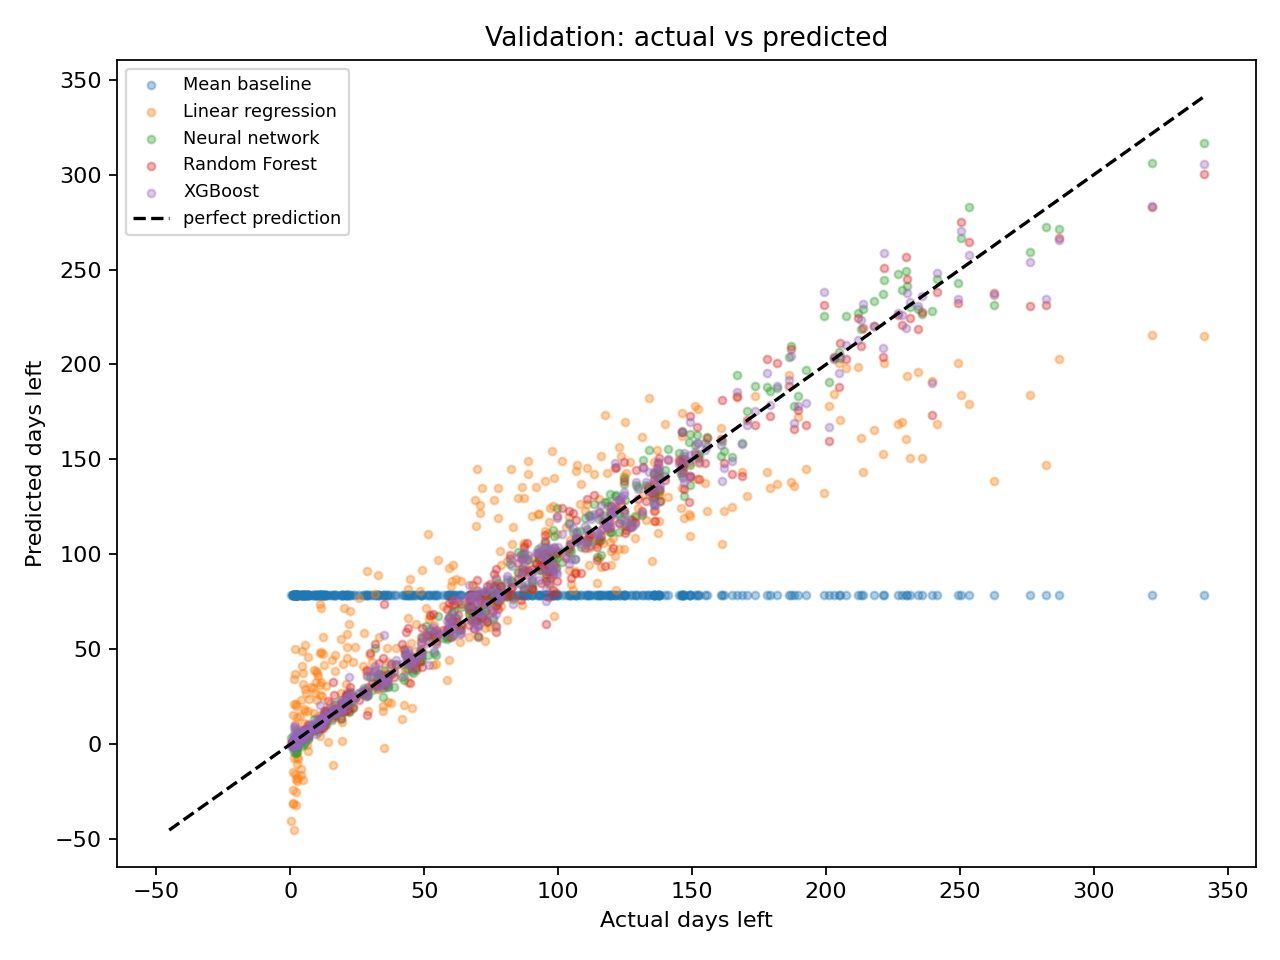 Validation: actual vs predicted
Mean baseline
Linear regression
Neural network
Random Forest
XGBoost
perfect prediction
350
300
250
200
150
100
50
0
−50
Predicted days left
−50 0 50 100 150 200 250 300 350
Actual days left